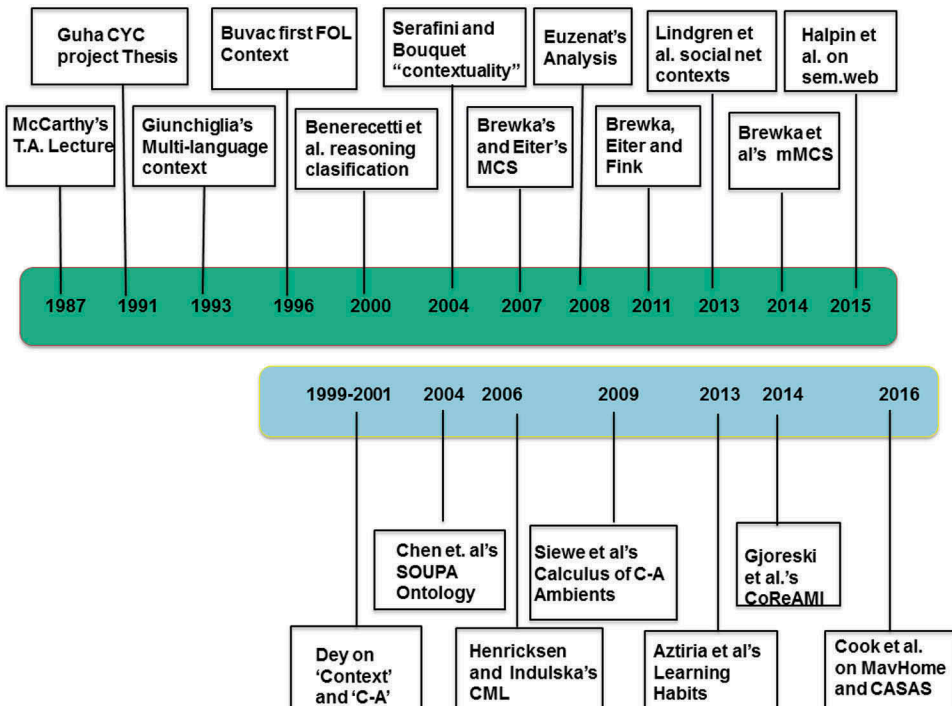 Guha CYC
project Thesis
Buvac first FOL
Context
Serafini and
Bouquet
“contextuality”
Euzenat’s
Analysis
Lindgren et
al. social net
contexts
Halpin et
al. on
sem.web
McCarthy’s
T.A. Lecture
Giunchiglia’s
Multi-language
context
Benerecetti et
al. reasoning
clasification
Brewka’s
and Eiter’s
MCS
Brewka,
Eiter and
Fink
Brewka et
al’s mMCS
1987 1991 1993 1996 2000 2004 2007 2008 2011 2013 2014 2015
1999-2001 2004 2006 2009 2013 2014 2016
Chen et. al’s
SOUPA
Ontology
Siewe et al’s
Calculus of C-A
Ambients
Gjoreski
et al.’s
CoReAMI
Dey on
‘Context’
and ‘C-A’
Henricksen
and Indulska’s
CML
Aztiria et al’s
Learning
Habits
Cook et al.
on MavHome
and CASAS